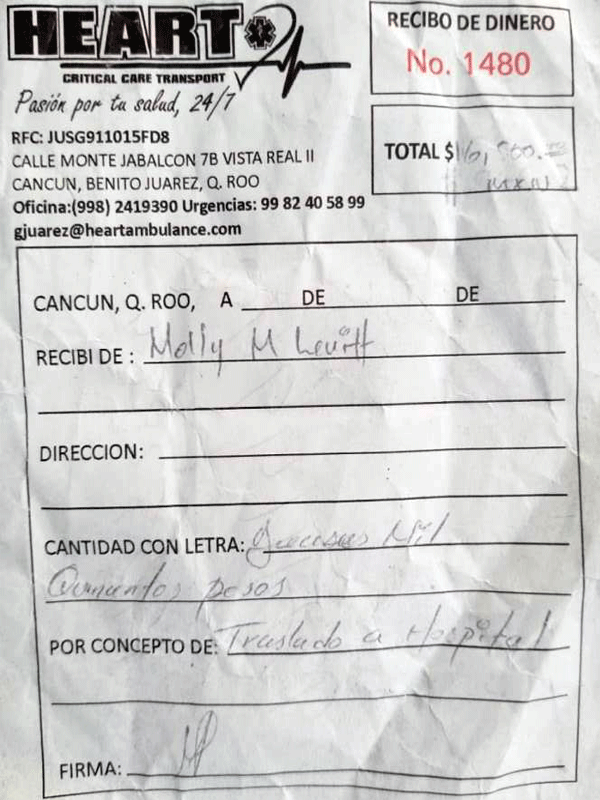 HEART
CRITICAL CARE TRANSPORT
Pasión por tu salud, 24/7
RFC: JUSG911015FD8
CALLE MONTE JABALCON 7B VISTA REAL II
CANCUN, BENITO JUAREZ, Q. ROO
Oficina:(998) 2419390 Urgencias: 99 82 40 58 99
gjuarez@heartambulance.com
RECIBO DE DINERO
No. 1480
TOTAL $
MXN
CANCUN, Q. ROO, A DE DE
RECIBI DE : Molly M Levitt
DIRECCION:
CANTIDAD CON LETRA: Mil
Quinientos pesos
POR CONCEPTO DE: Traslado a Hospital
FIRMA: